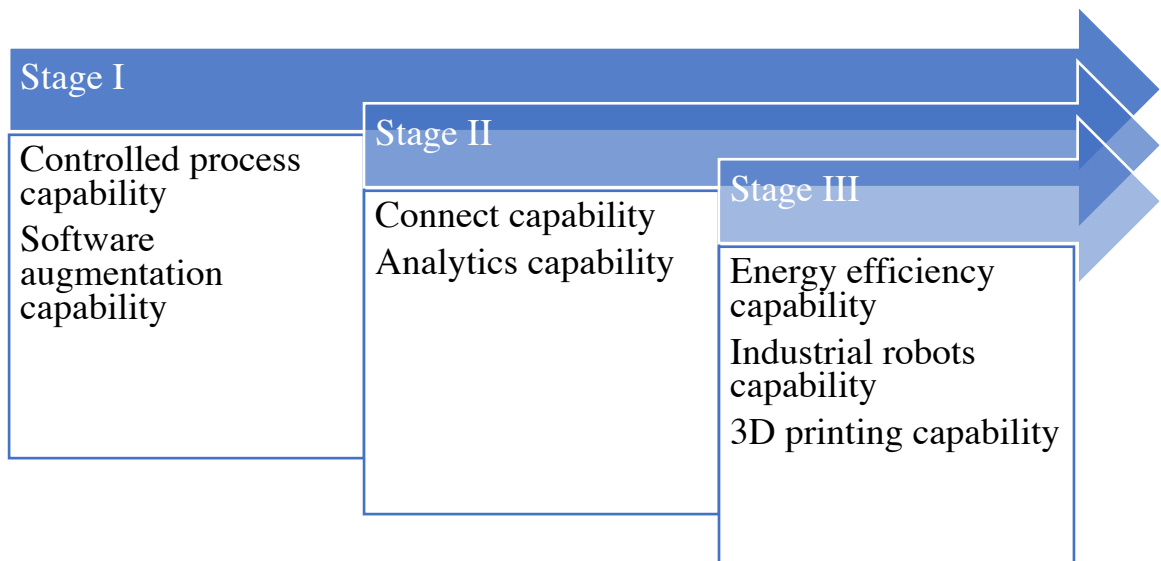 Stage I
Controlled process
capability
Software
augmentation
capability
Stage II
Connect capability
Analytics capability
Stage III
Energy efficiency
capability
Industrial robots
capability
3D printing capability